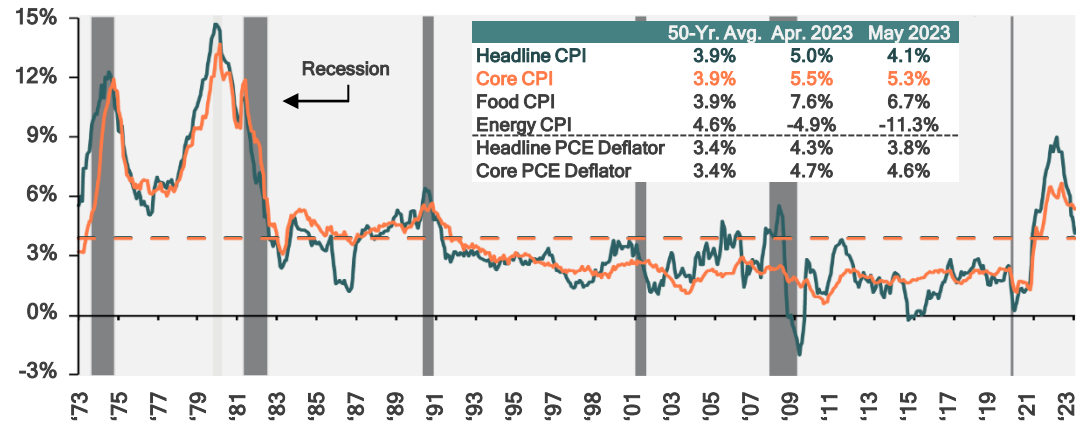 15%
12%
9%
6%
3%
0%
-3%
Recession
50-Yr. Avg. Apr. 2023 May 2023
Headline CPI 3.9% 5.0% 4.1%
Core CPI 3.9% 5.5% 5.3%
Food CPI 3.9% 7.6% 6.7%
Energy CPI 4.6% -4.9% -11.3%
Headline PCE Deflator 3.4% 4.3% 3.8%
Core PCE Deflator 3.4% 4.7% 4.6%
‘73 ‘75 ‘77 ‘79 ‘81 ‘83 ‘85 ‘87 ‘89 ‘91 ‘93 ‘95 ‘96 ‘98 ‘01 ‘03 ‘05 ‘07 ‘09 ‘11 ‘13 ‘15 ‘17 ‘19 ‘21 ‘23